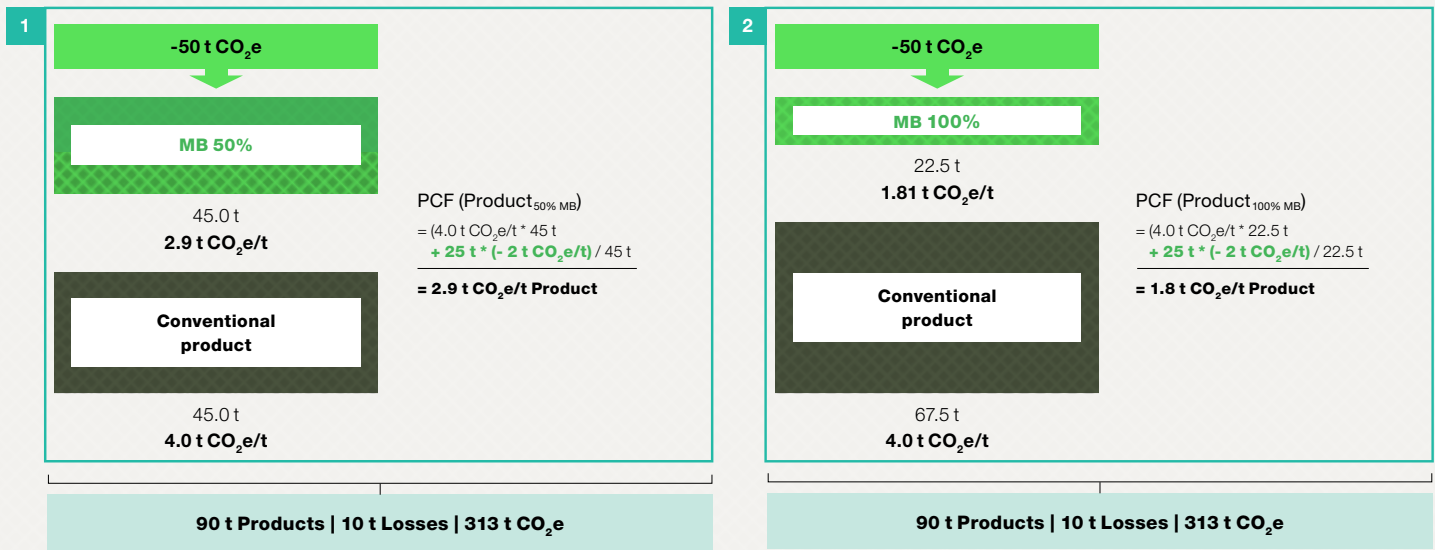 1
-50 t CO₂e
MB 50%
45.0 t
2.9 t CO₂e/t
Conventional
product
45.0 t
4.0 t CO₂e/t
PCF (Product50% MB)
= (4.0 t CO₂e/t * 45 t
+ 25 t * (- 2 t CO₂e/t) / 45 t
= 2.9 t CO₂e/t Product
90 t Products | 10 t Losses | 313 t CO₂e
2
-50 t CO₂e
MB 100%
22.5 t
1.81 t CO₂e/t
Conventional
product
67.5 t
4.0 t CO₂e/t
PCF (Product100% MB)
= (4.0 t CO₂e/t * 22.5 t
+ 25 t * (- 2 t CO₂e/t) / 22.5 t
= 1.8 t CO₂e/t Product
90 t Products | 10 t Losses | 313 t CO₂e